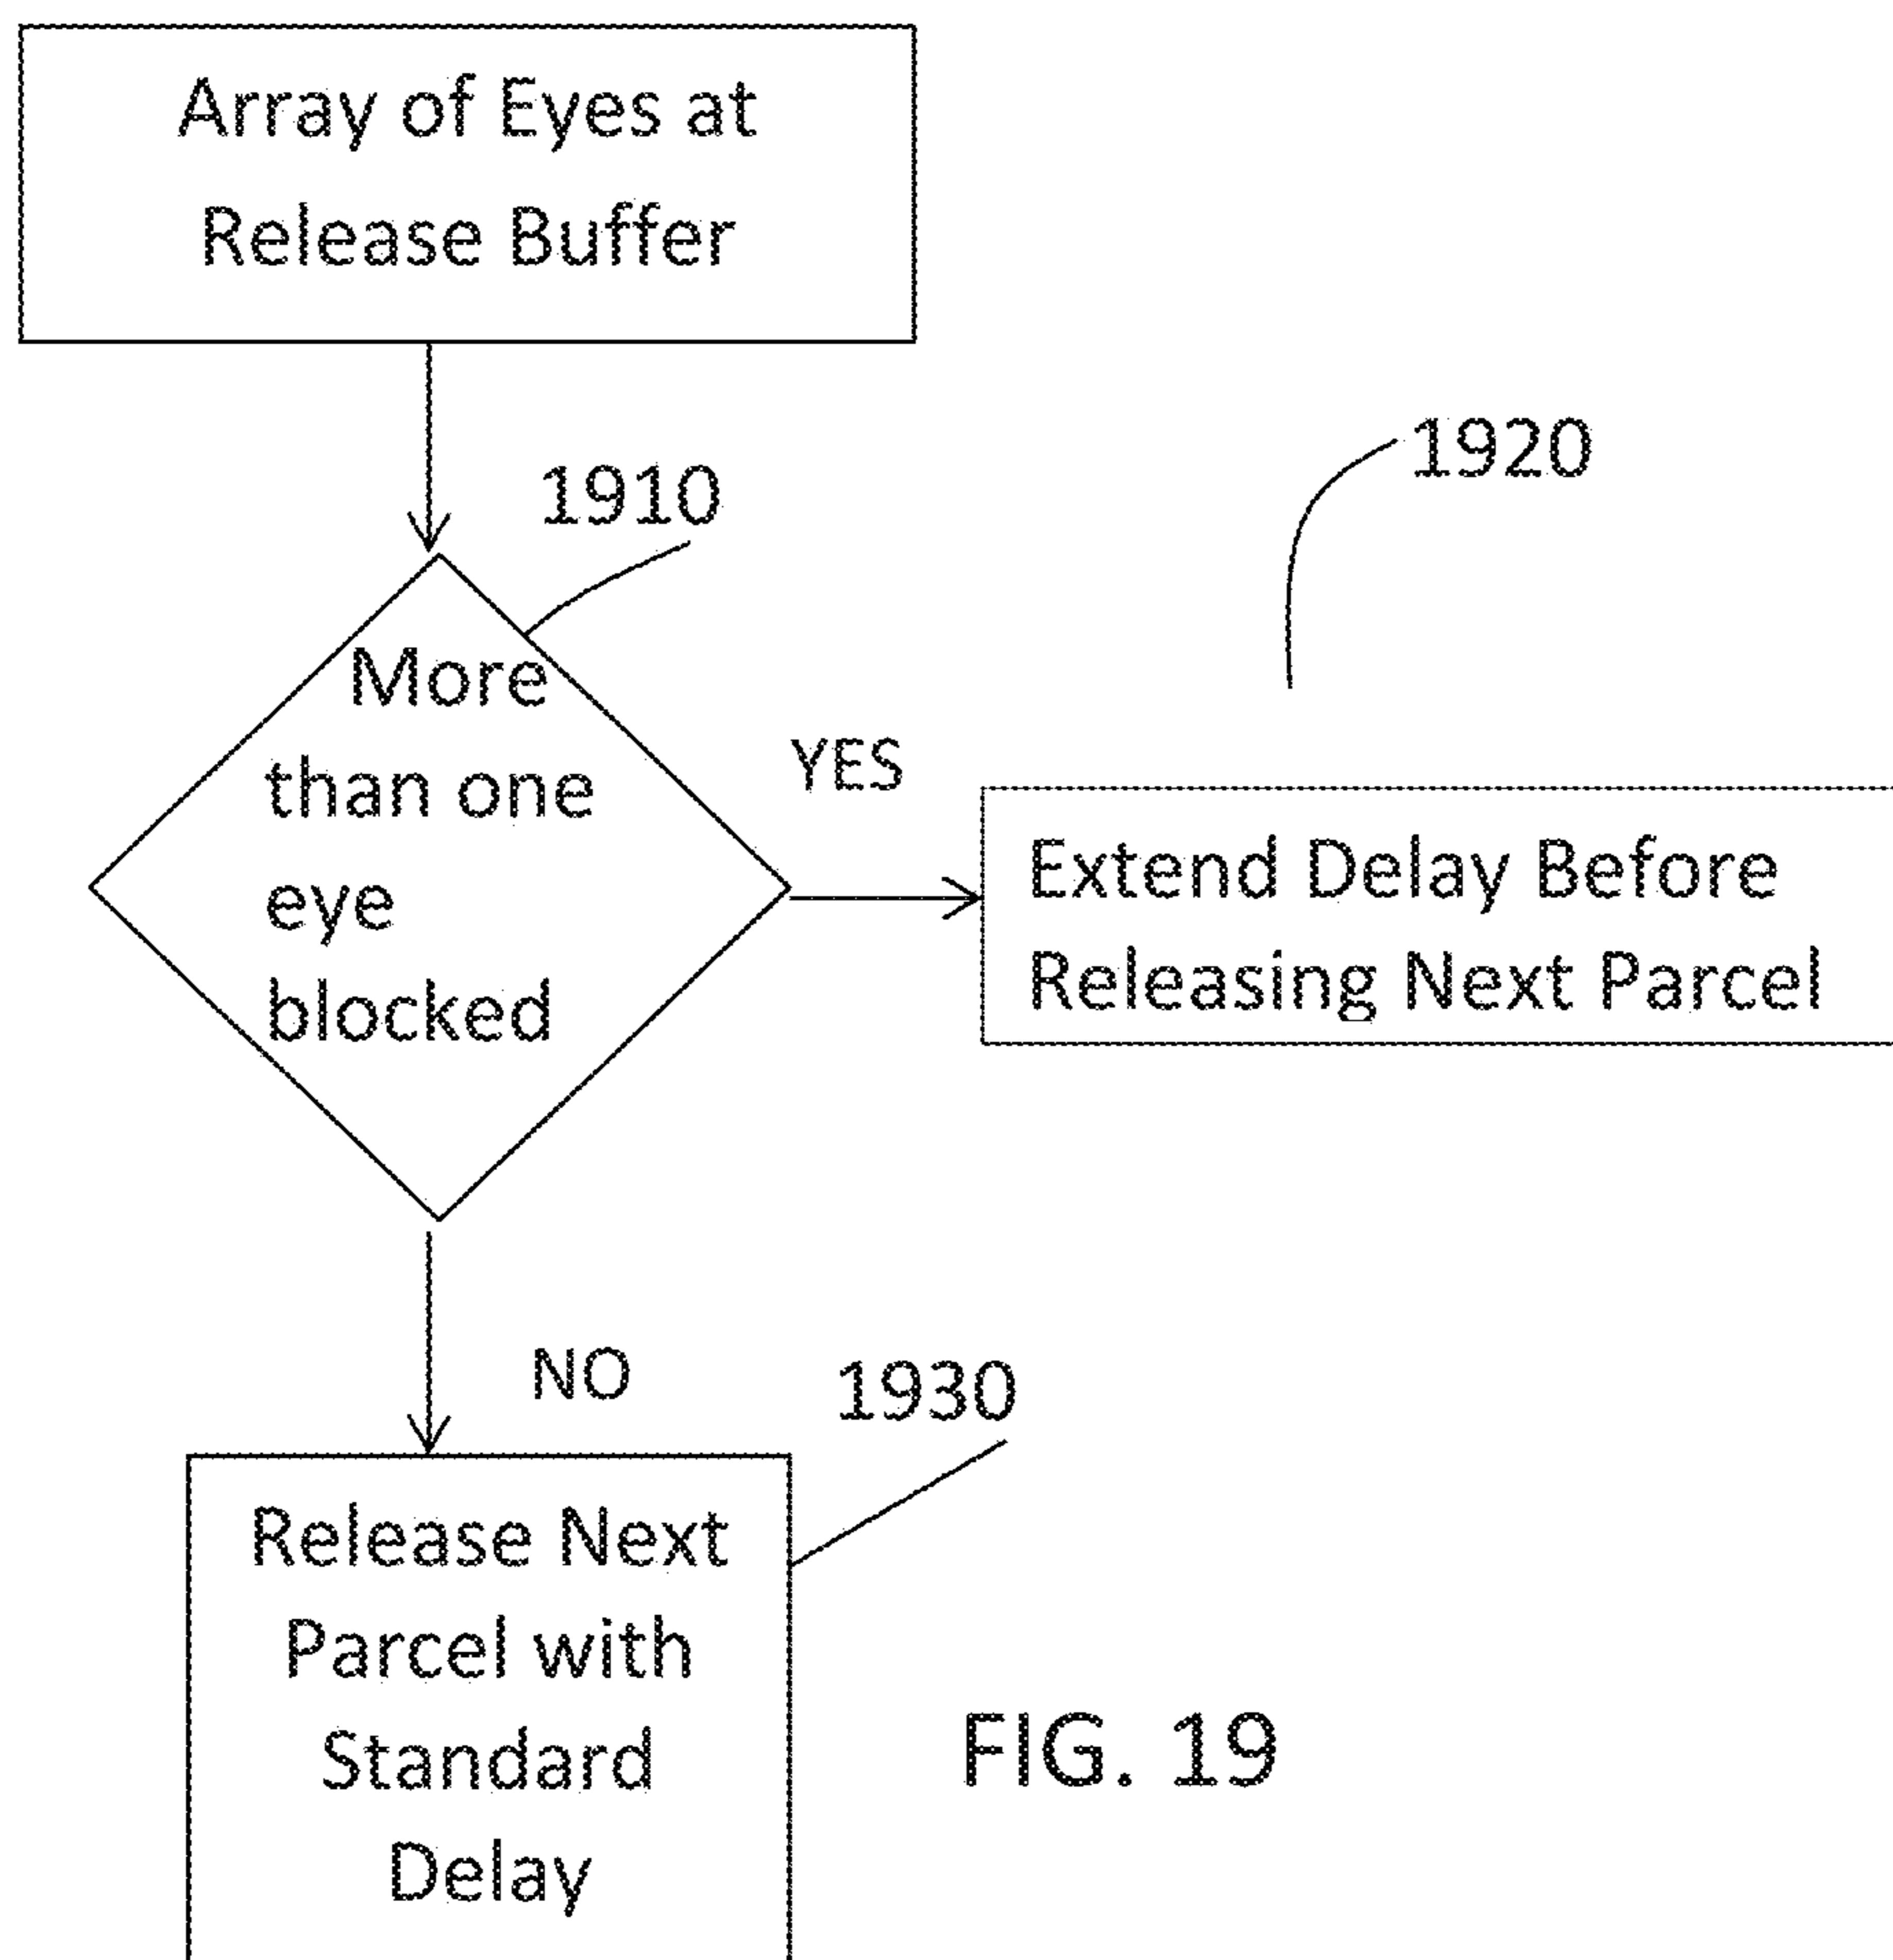 Array of Eyes at
Release Buffer
1920
1910
More
than one
eye
blocked
YES
Extend Delay Before
Releasing Next Parcel
NO
1930
Release Next
Parcel with
Standard
Delay
FIG. 19